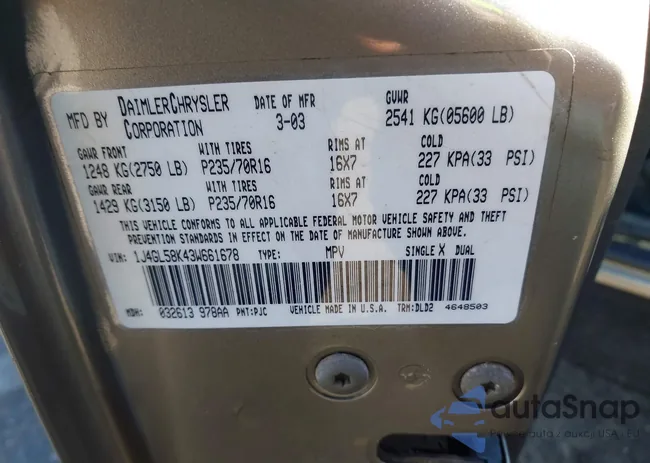 MFD BY DAIMLERCHRYSLER CORPORATION DATE OF MFR 3-03 GVWR 2541 KG(05600 LB)
GAWR FRONT WITH TIRES RIMS AT COLD
1248 KG(2750 LB) P235/70R16 16X7 227 KPA(33 PSI)
GAWR REAR WITH TIRES RIMS AT COLD
1429 KG(3150 LB) P235/70R16 16X7 227 KPA(33 PSI)
THIS VEHICLE CONFORMS TO ALL APPLICABLE FEDERAL MOTOR VEHICLE SAFETY AND THEFT
PREVENTION STANDARDS IN EFFECT ON THE DATE OF MANUFACTURE SHOWN ABOVE.
VIN: 1J4GL58K43W661678 TYPE: MPV SINGLE X DUAL
MDH: 032613 978AA PNT:PJC VEHICLE MADE IN U.S.A. TRM:DLD2 4648503
autaSnap